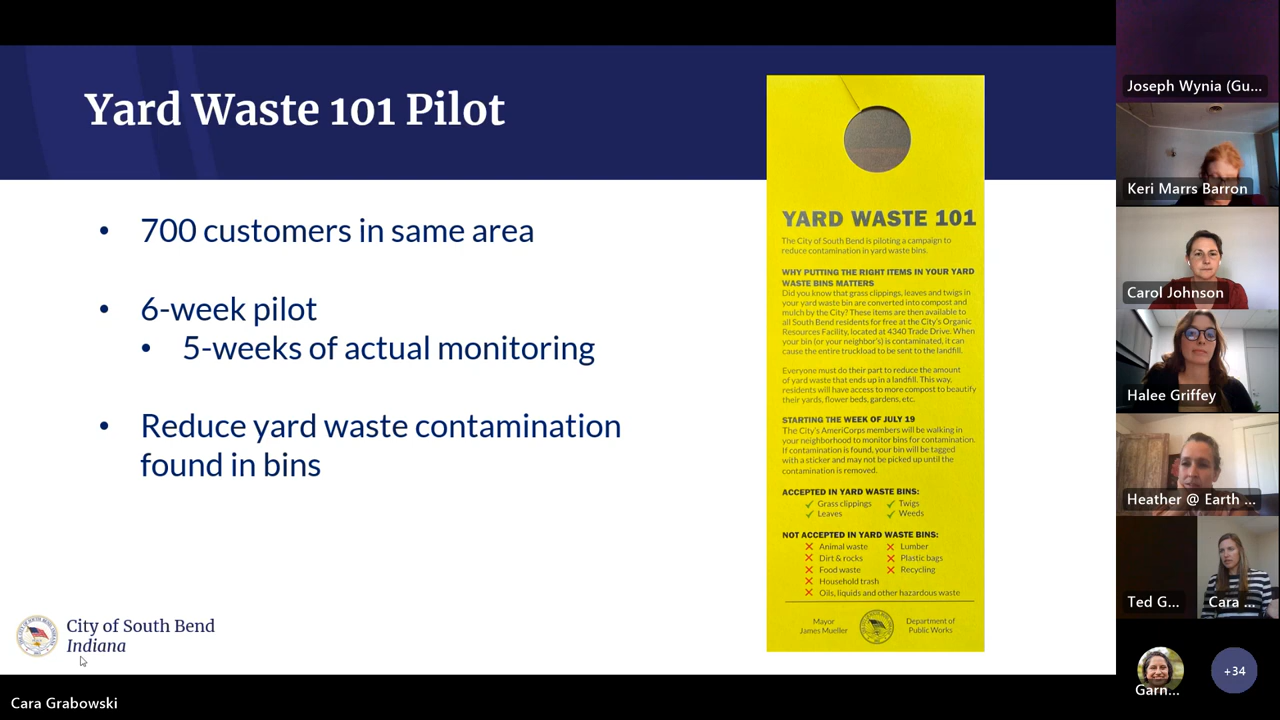 Yard Waste 101 Pilot
• 700 customers in same area
• 6-week pilot
• 5-weeks of actual monitoring
• Reduce yard waste contamination
found in bins
City of South Bend
Indiana
YARD WASTE 101
The City of South Bend is piloting a campaign to
reduce contamination in yard waste bins.
WHY PUTTING THE RIGHT ITEMS IN YOUR YARD
WASTE BINS MATTERS
Did you know that grass clippings, leaves and twigs in
your yard waste bin are converted into compost and
mulch by the City? These items are then available to
all South Bend residents for free at the City's Organic
Resources Facility, located at 4340 Trade Drive. When
your bin (or your neighbor's) is contaminated, it can
cause the entire truckload to be sent to the landfill.
Everyone must do their part to reduce the amount
of yard waste that ends up in a landfill. This way,
residents will have access to more compost to beautify
their yards, flower beds, gardens, etc.
STARTING THE WEEK OF JULY 19
The City's AmeriCorps members will be walking in
your neighborhood to monitor bins for contamination.
If contamination is found, your bin will be tagged
with a sticker and may not be picked up until the
contamination is removed.
ACCEPTED IN YARD WASTE BINS:
Grass clippings Twigs
Leaves Weeds
NOT ACCEPTED IN YARD WASTE BINS:
Animal waste Lumber
Dirt & rocks Plastic bags
Food waste Recycling
Household trash
Oils, liquids and other hazardous waste
Mayor
James Mueller
Department of
Public Works
Joseph Wynia (Gu...
Keri Marrs Barron
Carol Johnson
Halee Griffey
Heather @ Earth ...
Ted G...
Cara ...
Garn...
+34
Cara Grabowski